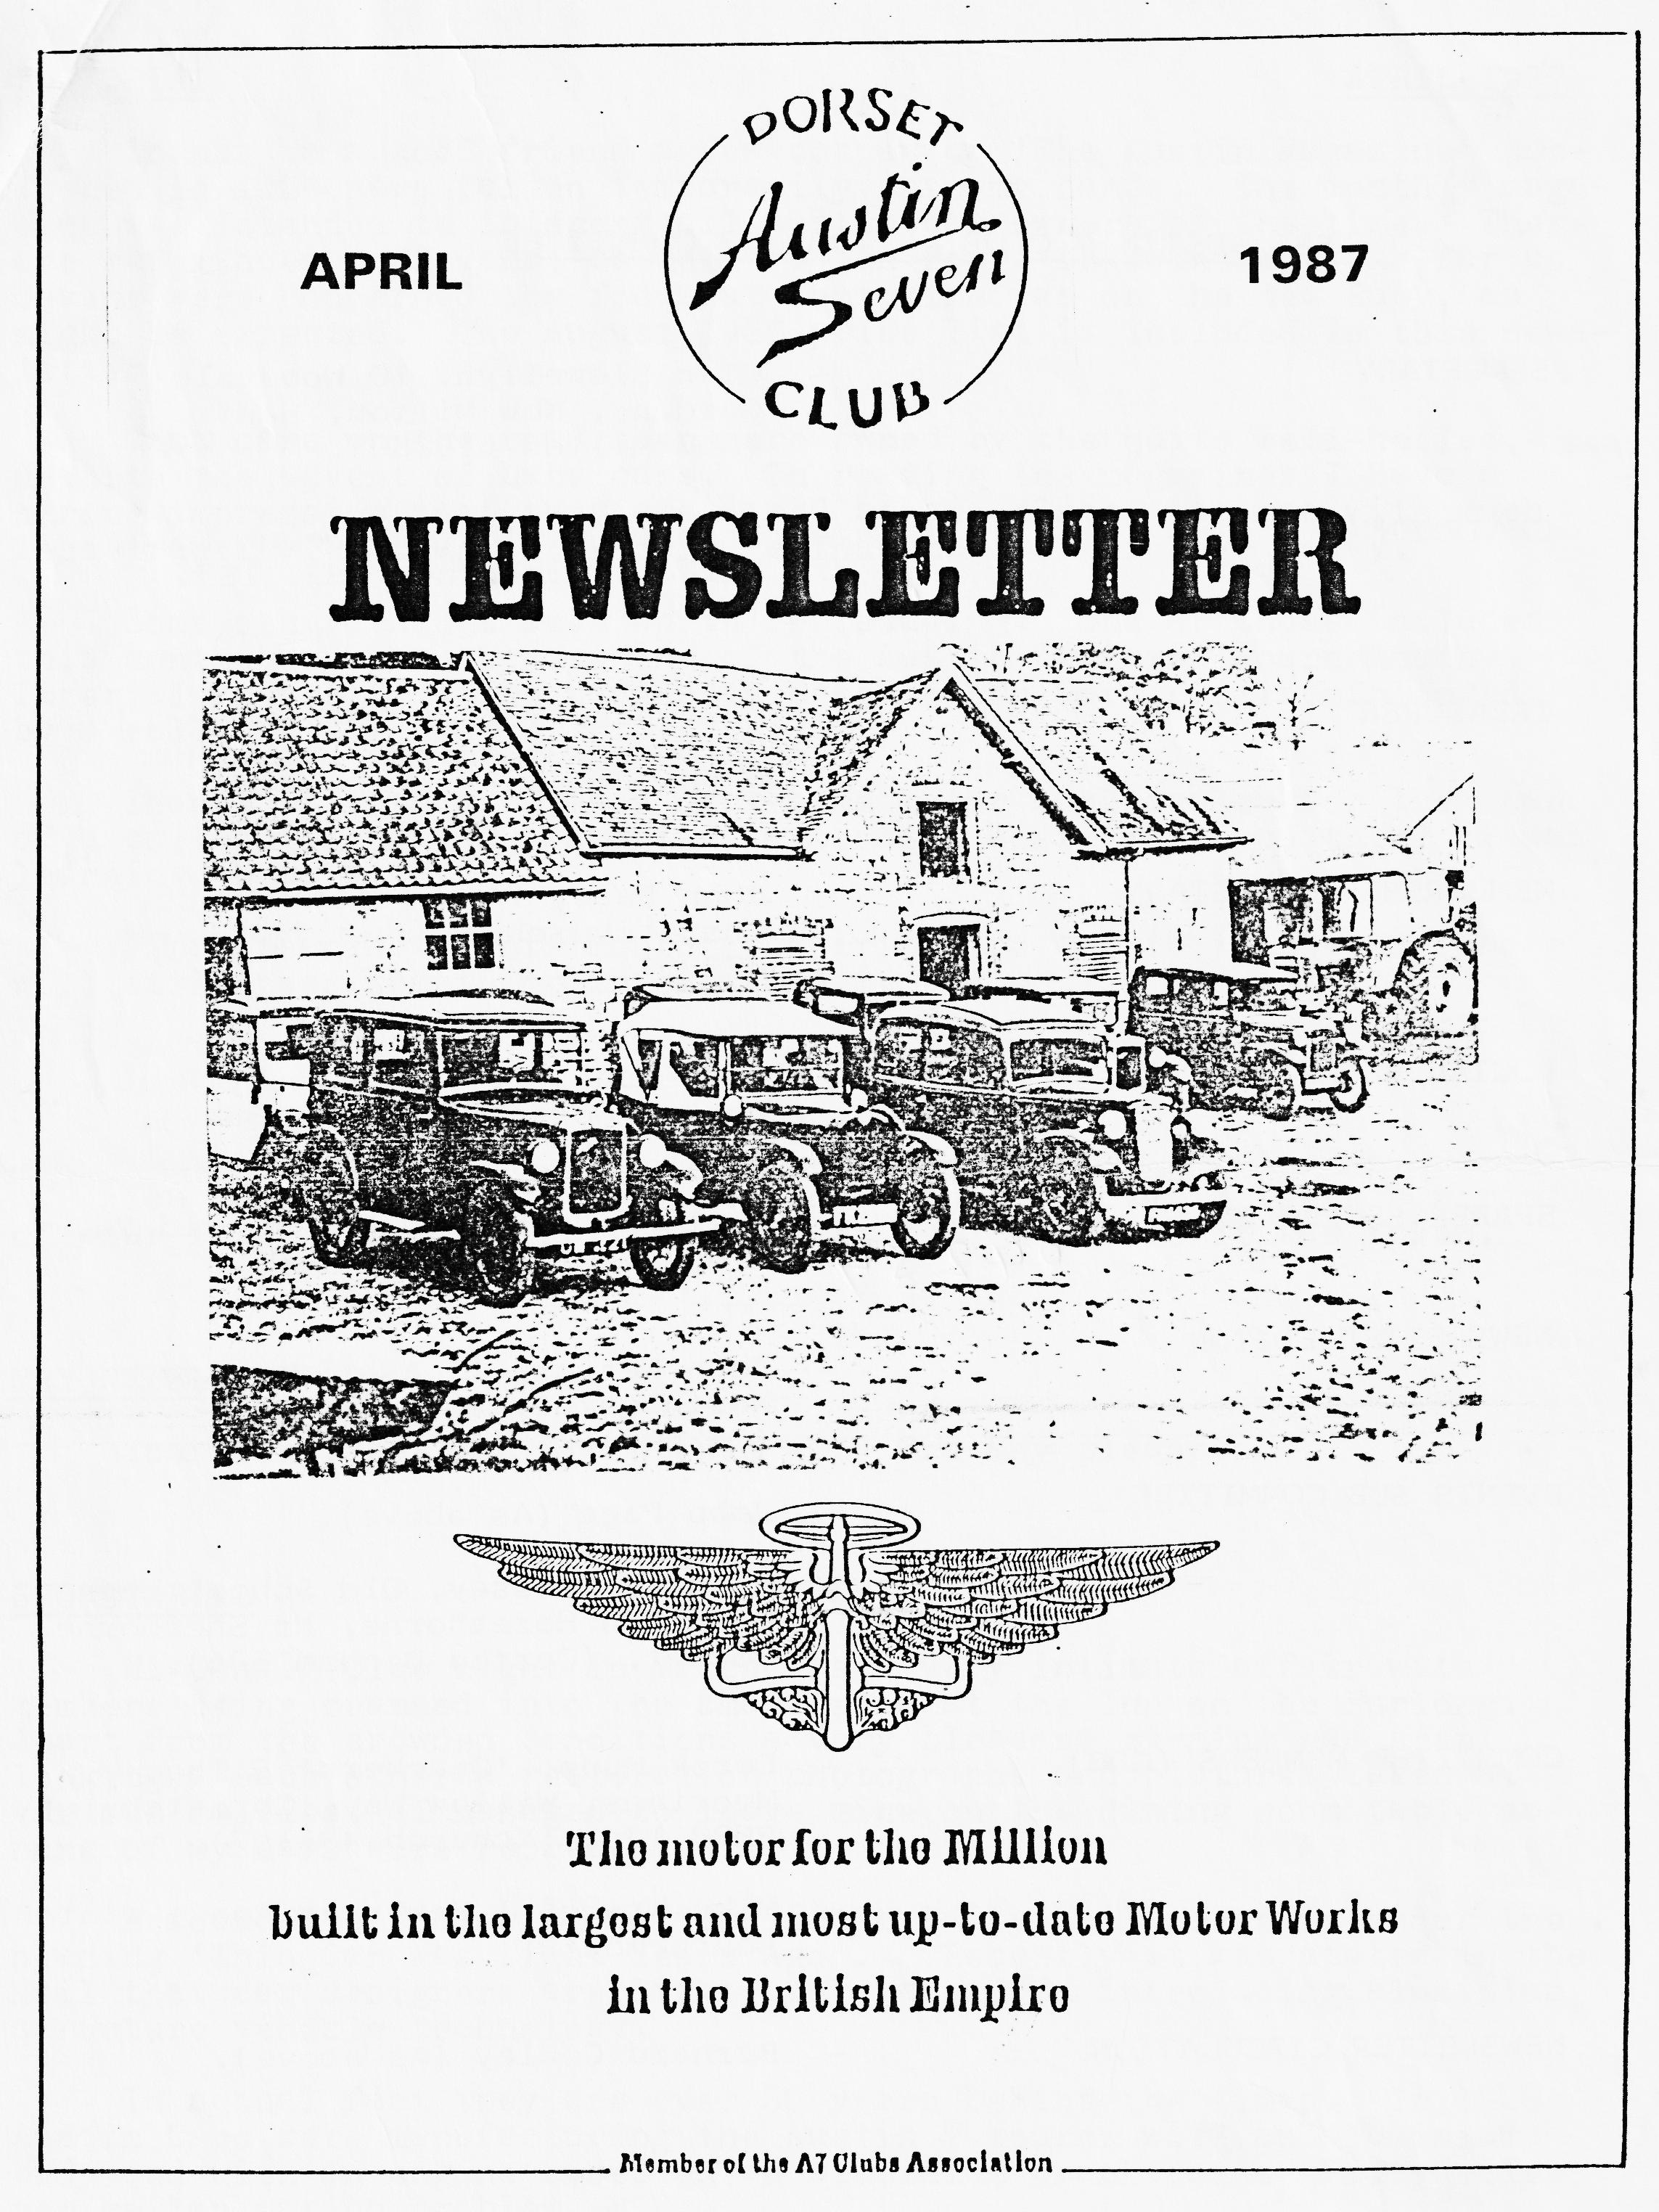 DORSET
Austin
Seven
CLUB
APRIL
1987
NEWSLETTER
The motor for the Million
built in the largest and most up-to-date Motor Works
in the British Empire
Member of the A7 Clubs Association